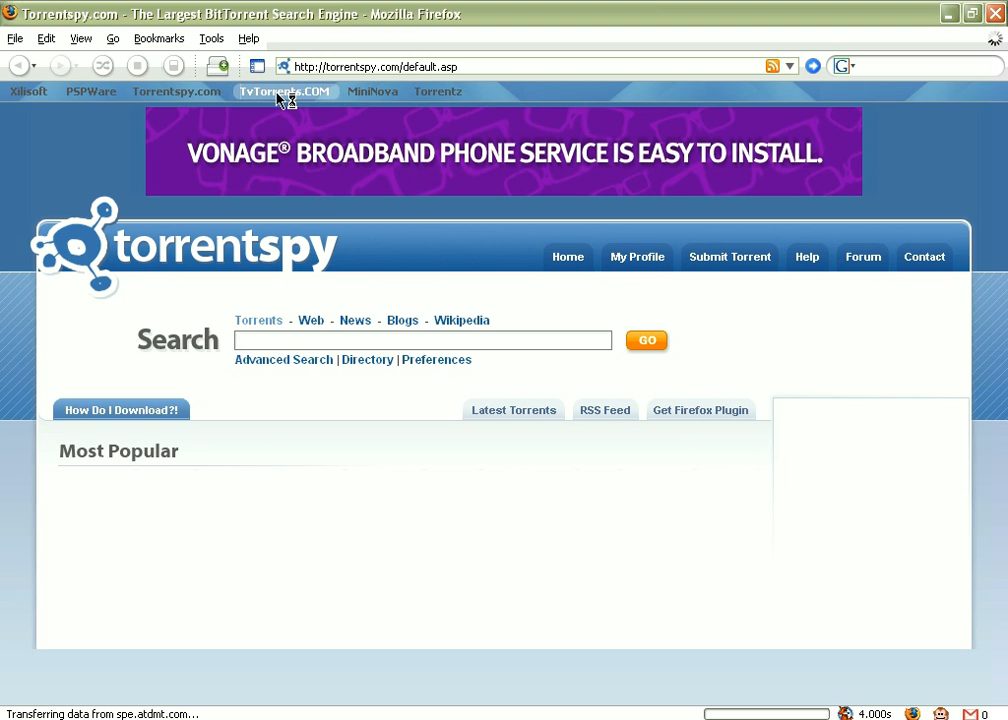 Torrentspy.com - The Largest BitTorrent Search Engine - Mozilla Firefox
File Edit View Go Bookmarks Tools Help
http://torrentspy.com/default.asp G
Xilisoft PSPWare Torrentspy.com TvTorrents.COM MiniNova Torrentz
VONAGE® BROADBAND PHONE SERVICE IS EASY TO INSTALL.
torrentspy
Home My Profile Submit Torrent Help Forum Contact
Torrents - Web - News - Blogs - Wikipedia
Search GO
Advanced Search | Directory | Preferences
How Do I Download?! Latest Torrents RSS Feed Get Firefox Plugin
Most Popular
Transferring data from spe.atdmt.com... 4.000s 0